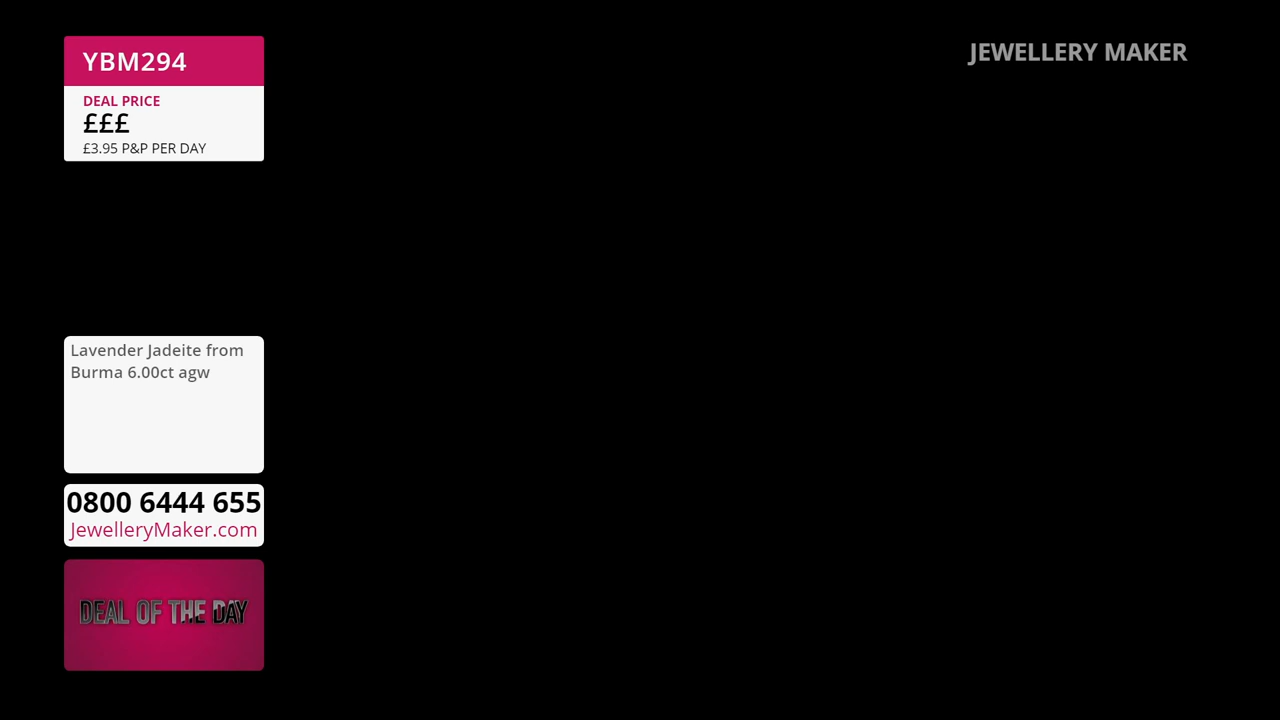 YBM294
DEAL PRICE
£££
£3.95 P&P PER DAY
JEWELLERY MAKER
Lavender Jadeite from
Burma 6.00ct agw
0800 6444 655
JewelleryMaker.com
DEAL OF THE DAY